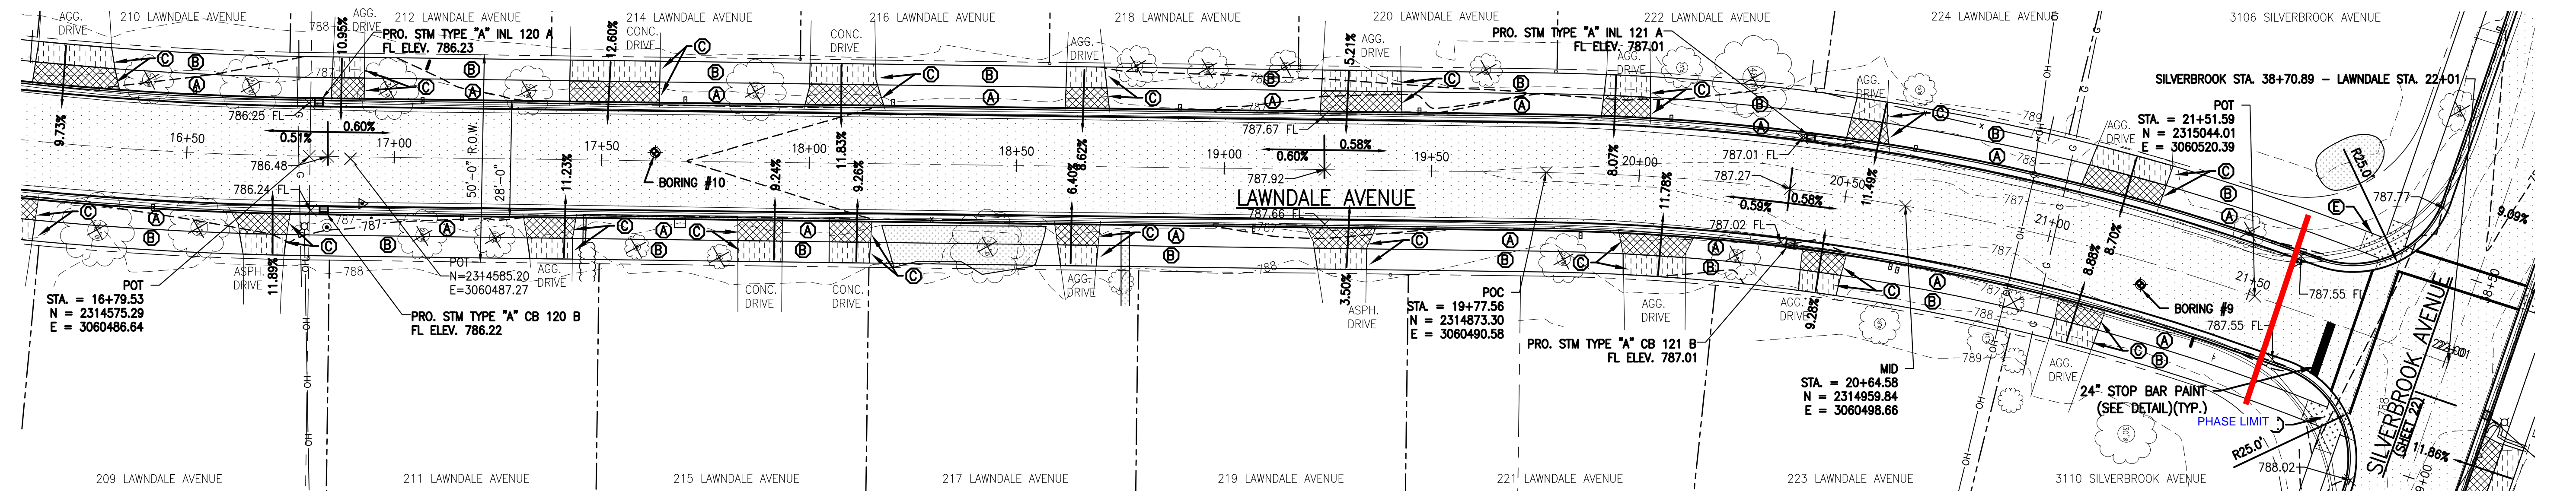 210 LAWNDALE AVENUE
212 LAWNDALE AVENUE
214 LAWNDALE AVENUE
216 LAWNDALE AVENUE
218 LAWNDALE AVENUE
220 LAWNDALE AVENUE
222 LAWNDALE AVENUE
224 LAWNDALE AVENUE
3106 SILVERBROOK AVENUE
AGG.
DRIVE
788
10.95%
AGG.
DRIVE
PRO. STM TYPE "A" INL 120 A
FL ELEV. 786.23
12.60%
CONC.
DRIVE
CONC.
DRIVE
AGG.
DRIVE
5.21%
AGG.
DRIVE
PRO. STM TYPE "A" INL 121 A
FL ELEV. 787.01
AGG.
DRIVE
AGG.
DRIVE
OH
G
SILVERBROOK STA. 38+70.89 - LAWNDALE STA. 22+01
POT
STA. = 21+51.59
N = 2315044.01
E = 3060520.39
AGG.
DRIVE
C
B
A
787
789
788
9.73%
786.25 FL
0.60%
0.51%
16+50
17+00
786.48
786.24 FL
50'-0" R.O.W.
28'-0"
11.23%
17+50
BORING #10
9.24%
18+00
11.83%
9.26%
18+50
8.62%
6.40%
19+00
787.67 FL
0.58%
0.60%
787.92
19+50
LAWNDALE AVENUE
787.66 FL
8.07%
20+00
11.78%
787.01 FL
787.27
0.59%
0.58%
787.02 FL
20+50
11.49%
21+00
8.88%
8.70%
21+50
R25.0'
787.77
E
9.09%
11.89%
ASPH.
DRIVE
788
787
POT
N=2314585.20
E=3060487.27
AGG.
DRIVE
CONC.
DRIVE
CONC.
DRIVE
AGG.
DRIVE
788
3.50%
ASPH.
DRIVE
AGG.
DRIVE
AGG.
DRIVE
9.28%
POT
STA. = 16+79.53
N = 2314575.29
E = 3060486.64
PRO. STM TYPE "A" CB 120 B
FL ELEV. 786.22
POC
STA. = 19+77.56
N = 2314873.30
E = 3060490.58
PRO. STM TYPE "A" CB 121 B
FL ELEV. 787.01
MID
STA. = 20+64.58
N = 2314959.84
E = 3060498.66
789
AGG.
DRIVE
BORING #9
787.55 FL
787.55 FL
38+50
24" STOP BAR PAINT
(SEE DETAIL)(TYP.)
PHASE LIMIT
R25.0'
788.02
SILVERBROOK AVENUE
(SHEET 22)
11.86%
209 LAWNDALE AVENUE
211 LAWNDALE AVENUE
215 LAWNDALE AVENUE
217 LAWNDALE AVENUE
219 LAWNDALE AVENUE
221 LAWNDALE AVENUE
223 LAWNDALE AVENUE
3110 SILVERBROOK AVENUE